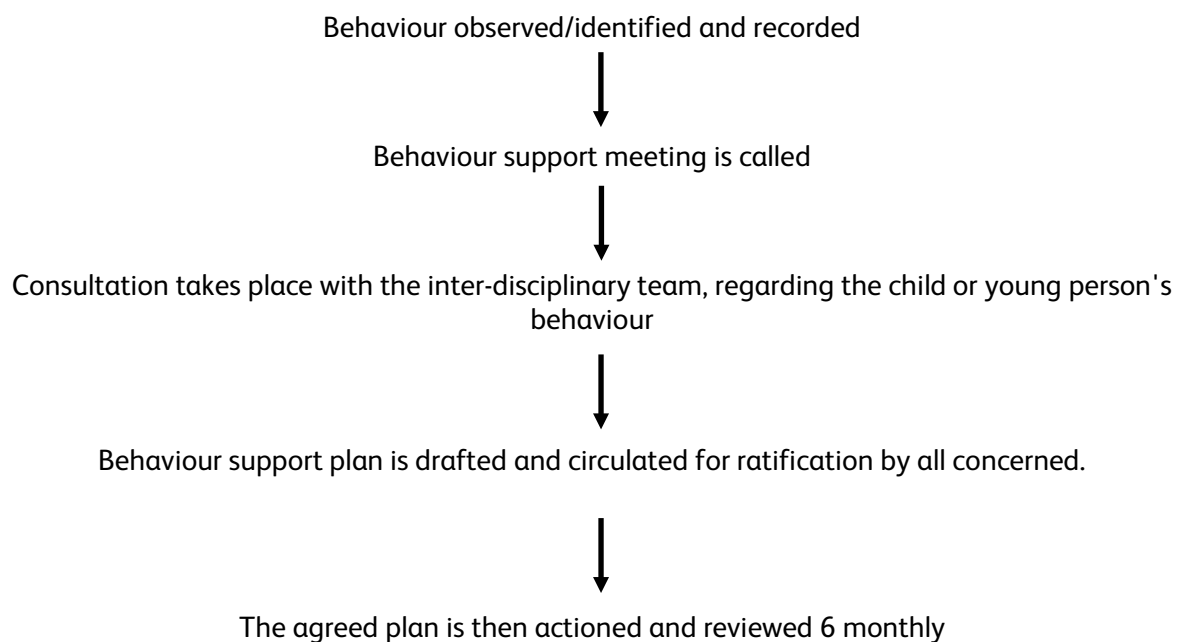 Behaviour observed/identified and recorded
Behaviour support meeting is called
Consultation takes place with the inter-disciplinary team, regarding the child or young person's
behaviour
Behaviour support plan is drafted and circulated for ratification by all concerned.
The agreed plan is then actioned and reviewed 6 monthly